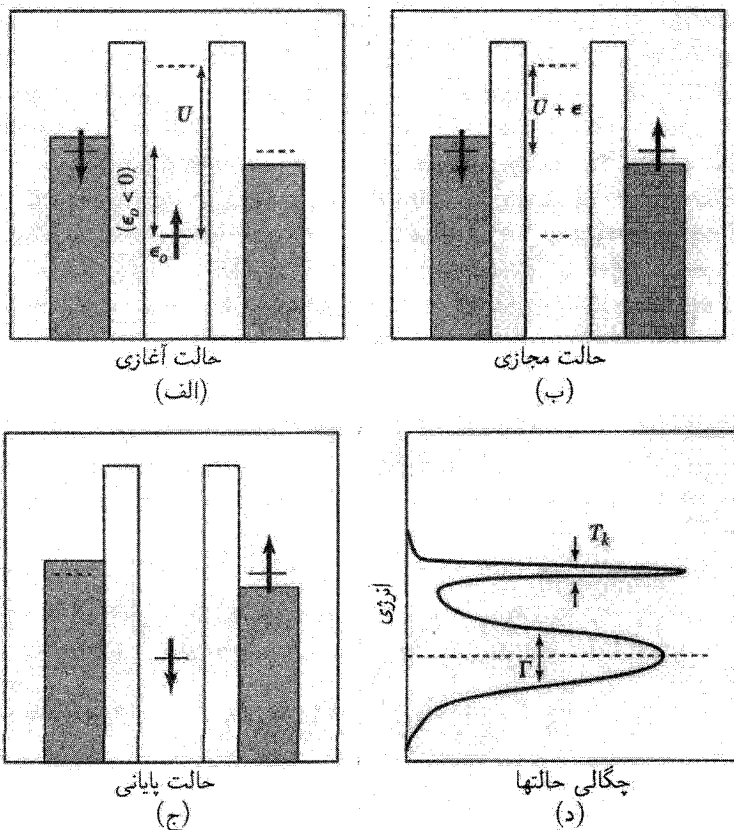 U
(ϵ₀ < 0)
ϵ₀
حالت آغازی
(الف)
U + ϵ
حالت مجازی
(ب)
حالت پایانی
(ج)
انرژی
T_k
Γ
چگالی حالتها
(د)